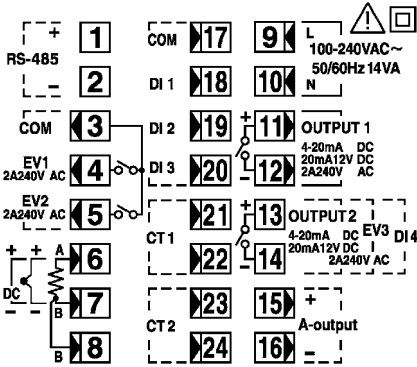 RS-485
+
−
1
2
COM
3
EV1
2A240V AC
4
EV2
2A240V AC
5
+ + A
DC
− − B
B
6
7
8
COM
17
DI 1
18
DI 2
19
DI 3
20
CT 1
21
22
CT 2
23
24
9
L
100-240VAC~
50/60Hz 14VA
10
N
+
11
OUTPUT 1
4-20mA DC
20mA12V DC
2A240V AC
−
12
+
13
OUTPUT 2
4-20mA DC
20mA12V DC
2A240V AC
EV3
DI4
−
14
15
+
A-output
16
−